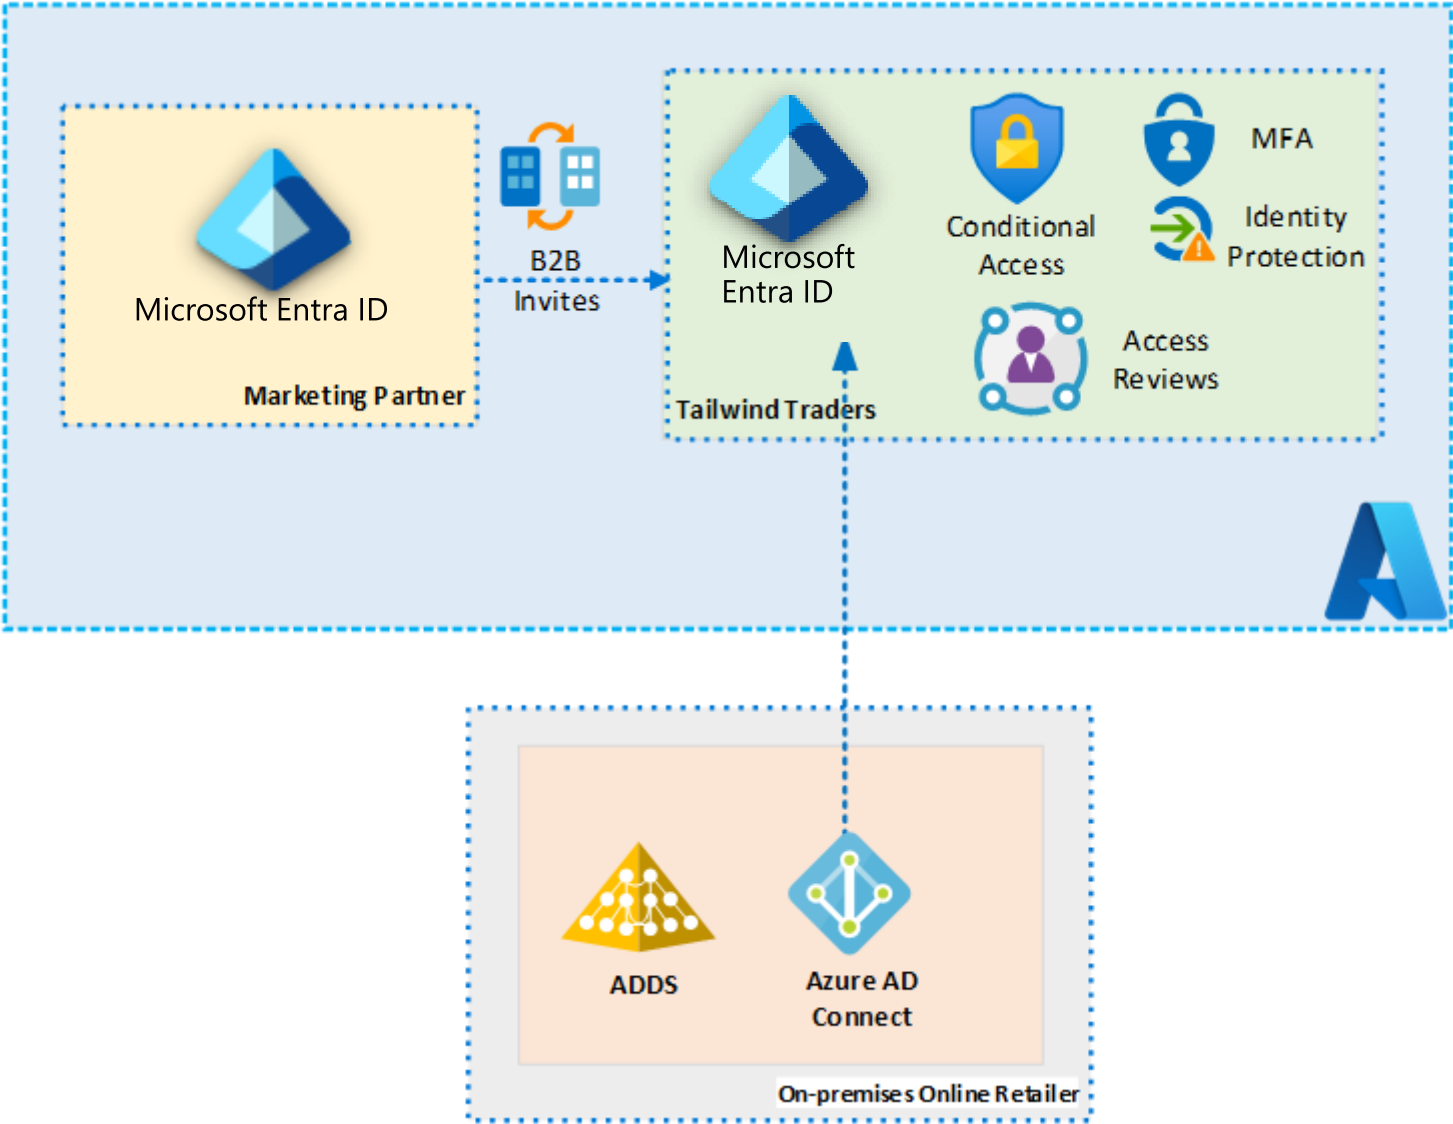 Microsoft Entra ID
Marketing Partner
B2B
Invites
Microsoft
Entra ID
Tailwind Traders
Conditional
Access
MFA
Identity
Protection
Access
Reviews
ADDS
Azure AD
Connect
On-premises Online Retailer